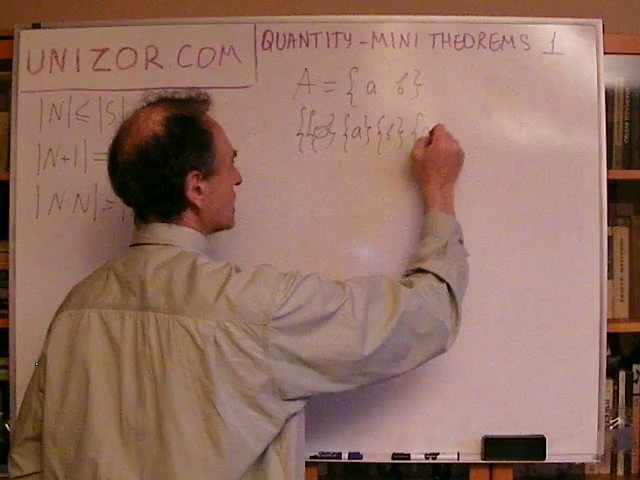 UNIZOR.COM
QUANTITY - MINI THEOREMS 1
|N| ≤ |S|
|N+1| =
|N·N| =
A = { a b }
{{∅} {a} {b} {